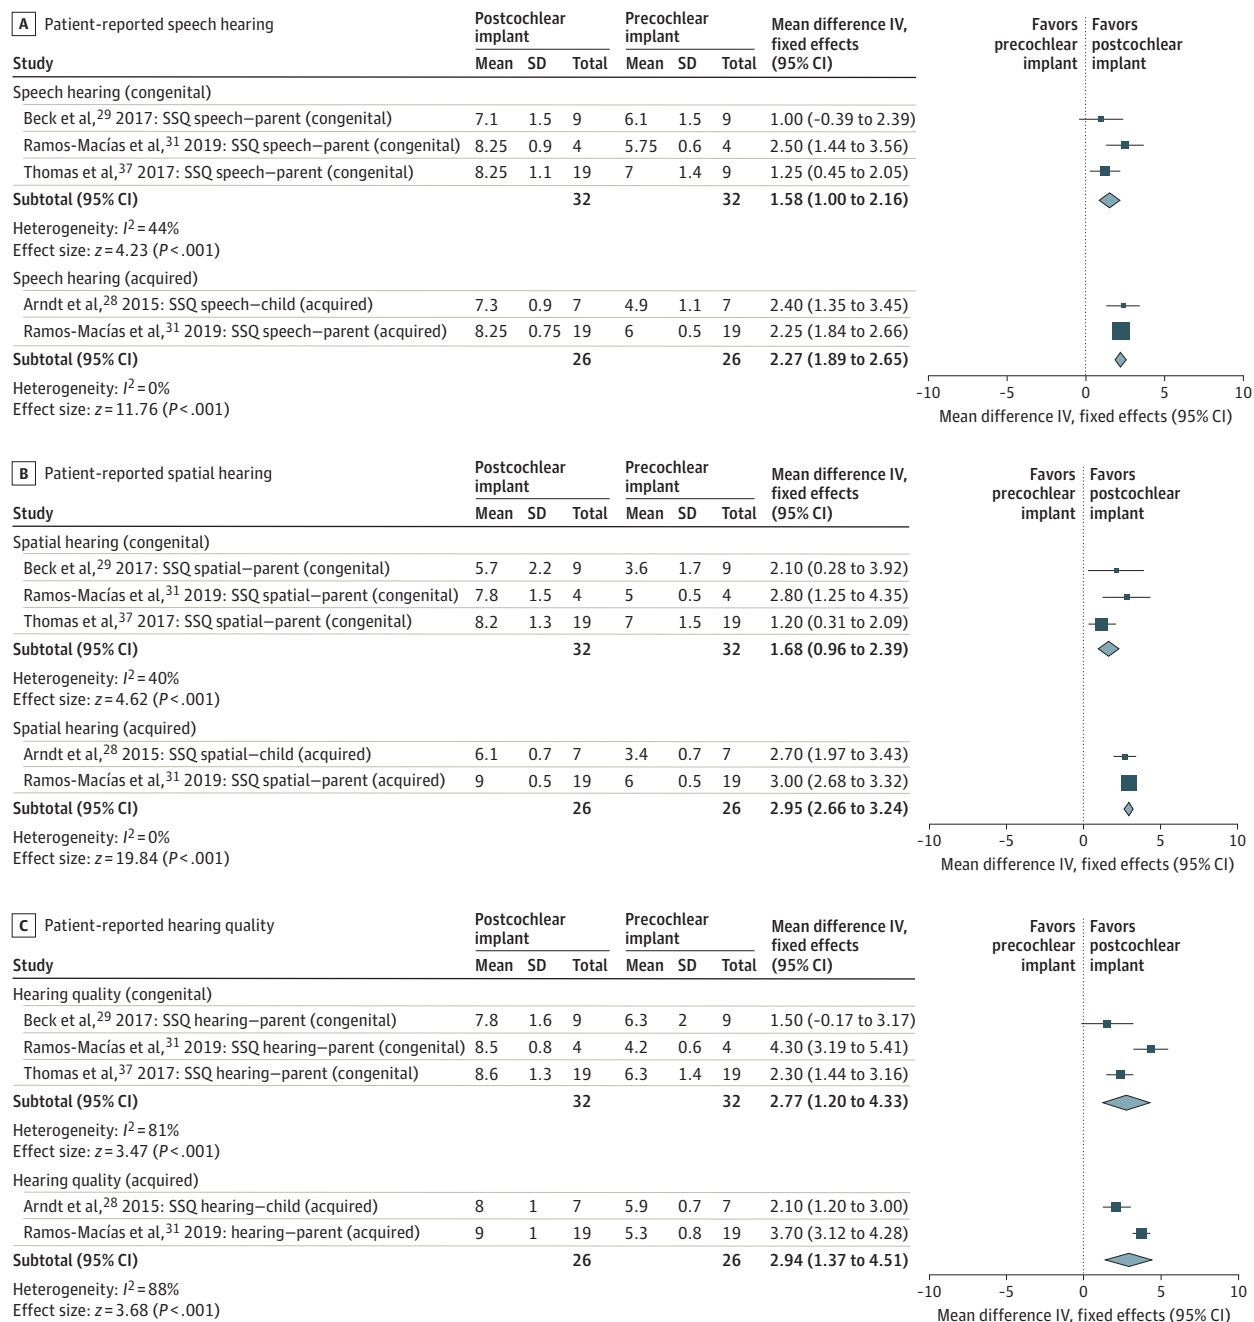 A Patient-reported speech hearing
Postcochlear implant Precochlear implant Mean difference IV, fixed effects (95% CI) Favors precochlear implant Favors postcochlear implant
Study Mean SD Total Mean SD Total
Speech hearing (congenital)
Beck et al,29 2017: SSQ speech–parent (congenital) 7.1 1.5 9 6.1 1.5 9 1.00 (-0.39 to 2.39)
Ramos-Macías et al,31 2019: SSQ speech–parent (congenital) 8.25 0.9 4 5.75 0.6 4 2.50 (1.44 to 3.56)
Thomas et al,37 2017: SSQ speech–parent (congenital) 8.25 1.1 19 7 1.4 9 1.25 (0.45 to 2.05)
Subtotal (95% CI) 32 32 1.58 (1.00 to 2.16)
Heterogeneity: I2 = 44%
Effect size: z = 4.23 (P < .001)
Speech hearing (acquired)
Arndt et al,28 2015: SSQ speech–child (acquired) 7.3 0.9 7 4.9 1.1 7 2.40 (1.35 to 3.45)
Ramos-Macías et al,31 2019: SSQ speech–parent (acquired) 8.25 0.75 19 6 0.5 19 2.25 (1.84 to 2.66)
Subtotal (95% CI) 26 26 2.27 (1.89 to 2.65)
Heterogeneity: I2 = 0%
Effect size: z = 11.76 (P < .001)
-10 -5 0 5 10
Mean difference IV, fixed effects (95% CI)
B Patient-reported spatial hearing
Postcochlear implant Precochlear implant Mean difference IV, fixed effects (95% CI) Favors precochlear implant Favors postcochlear implant
Study Mean SD Total Mean SD Total
Spatial hearing (congenital)
Beck et al,29 2017: SSQ spatial–parent (congenital) 5.7 2.2 9 3.6 1.7 9 2.10 (0.28 to 3.92)
Ramos-Macías et al,31 2019: SSQ spatial–parent (congenital) 7.8 1.5 4 5 0.5 4 2.80 (1.25 to 4.35)
Thomas et al,37 2017: SSQ spatial–parent (congenital) 8.2 1.3 19 7 1.5 19 1.20 (0.31 to 2.09)
Subtotal (95% CI) 32 32 1.68 (0.96 to 2.39)
Heterogeneity: I2 = 40%
Effect size: z = 4.62 (P < .001)
Spatial hearing (acquired)
Arndt et al,28 2015: SSQ spatial–child (acquired) 6.1 0.7 7 3.4 0.7 7 2.70 (1.97 to 3.43)
Ramos-Macías et al,31 2019: SSQ spatial–parent (acquired) 9 0.5 19 6 0.5 19 3.00 (2.68 to 3.32)
Subtotal (95% CI) 26 26 2.95 (2.66 to 3.24)
Heterogeneity: I2 = 0%
Effect size: z = 19.84 (P < .001)
-10 -5 0 5 10
Mean difference IV, fixed effects (95% CI)
C Patient-reported hearing quality
Postcochlear implant Precochlear implant Mean difference IV, fixed effects (95% CI) Favors precochlear implant Favors postcochlear implant
Study Mean SD Total Mean SD Total
Hearing quality (congenital)
Beck et al,29 2017: SSQ hearing–parent (congenital) 7.8 1.6 9 6.3 2 9 1.50 (-0.17 to 3.17)
Ramos-Macías et al,31 2019: SSQ hearing–parent (congenital) 8.5 0.8 4 4.2 0.6 4 4.30 (3.19 to 5.41)
Thomas et al,37 2017: SSQ hearing–parent (congenital) 8.6 1.3 19 6.3 1.4 19 2.30 (1.44 to 3.16)
Subtotal (95% CI) 32 32 2.77 (1.20 to 4.33)
Heterogeneity: I2 = 81%
Effect size: z = 3.47 (P < .001)
Hearing quality (acquired)
Arndt et al,28 2015: SSQ hearing–child (acquired) 8 1 7 5.9 0.7 7 2.10 (1.20 to 3.00)
Ramos-Macías et al,31 2019: hearing–parent (acquired) 9 1 19 5.3 0.8 19 3.70 (3.12 to 4.28)
Subtotal (95% CI) 26 26 2.94 (1.37 to 4.51)
Heterogeneity: I2 = 88%
Effect size: z = 3.68 (P < .001)
-10 -5 0 5 10
Mean difference IV, fixed effects (95% CI)